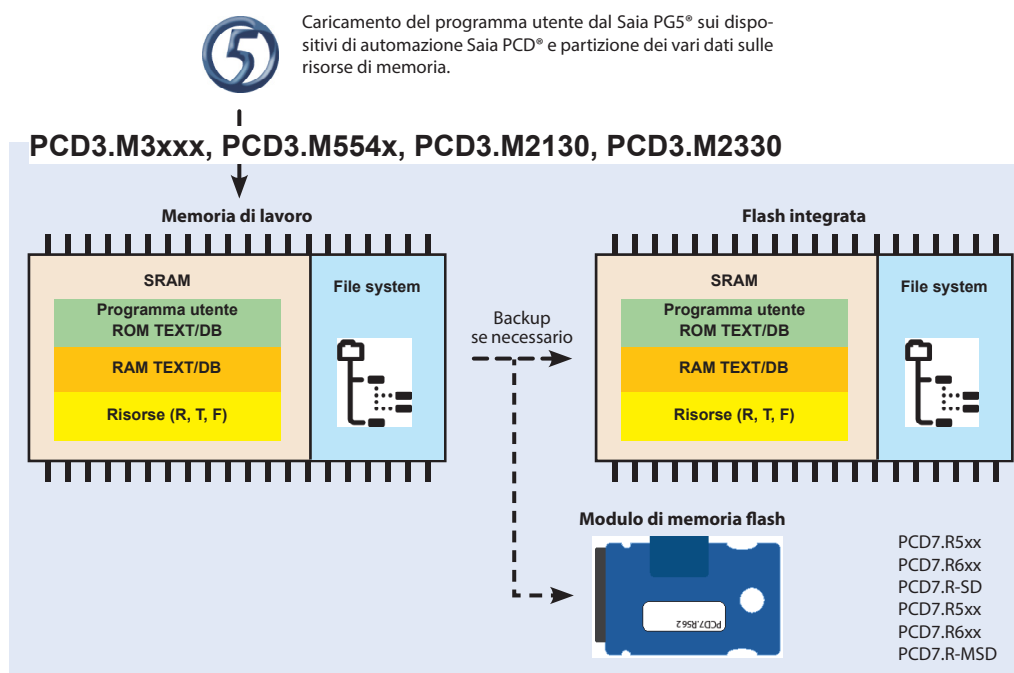 5
Caricamento del programma utente dal Saia PG5® sui dispo-
sitivi di automazione Saia PCD® e partizione dei vari dati sulle
risorse di memoria.
PCD3.M3xxx, PCD3.M554x, PCD3.M2130, PCD3.M2330
Memoria di lavoro
SRAM
Programma utente
ROM TEXT/DB
RAM TEXT/DB
Risorse (R, T, F)
File system
Backup
se necessario
Flash integrata
SRAM
Programma utente
ROM TEXT/DB
RAM TEXT/DB
Risorse (R, T, F)
File system
Modulo di memoria flash
PCD7.R562
PCD7.R5xx
PCD7.R6xx
PCD7.R-SD
PCD7.R5xx
PCD7.R6xx
PCD7.R-MSD